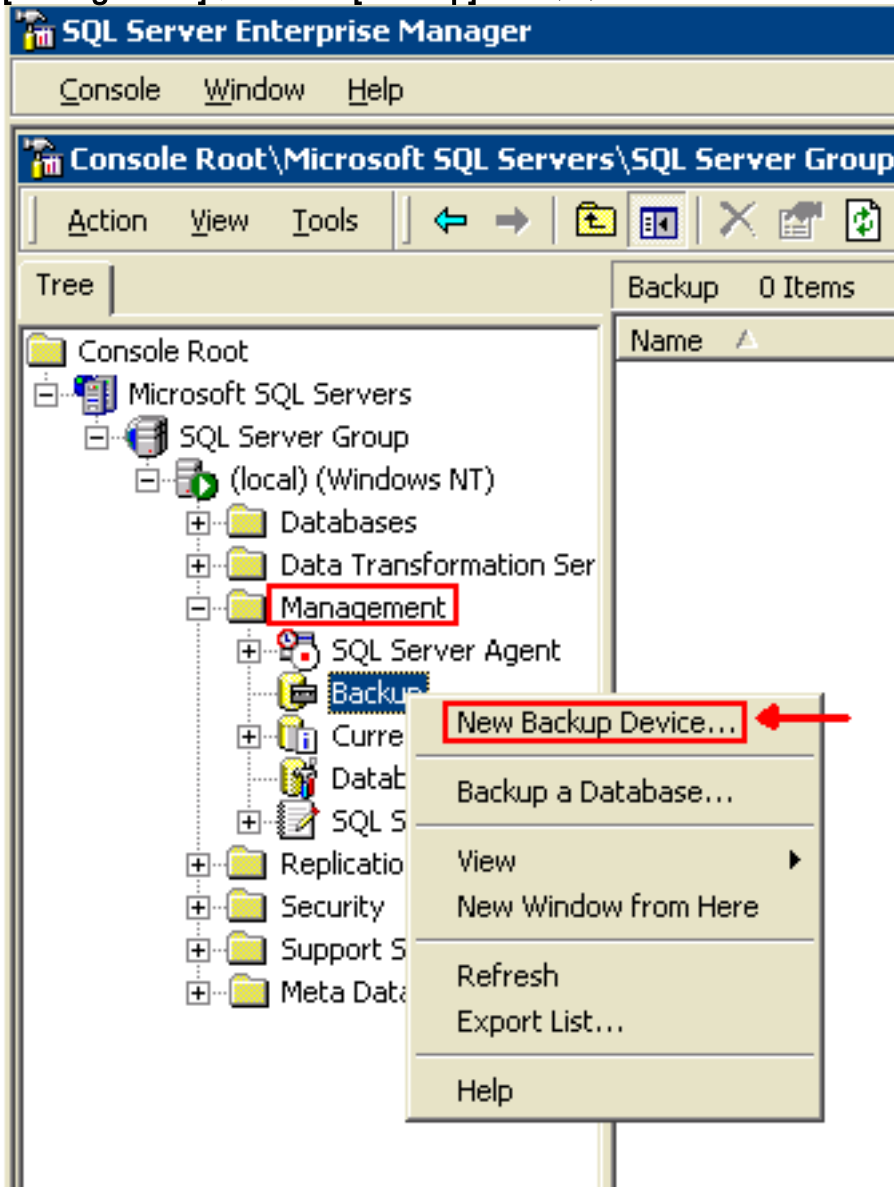 SQL Server Enterprise Manager
Console Window Help
Console Root\Microsoft SQL Servers\SQL Server Group
Action View Tools
Tree
Backup 0 Items
Name
Console Root
Microsoft SQL Servers
SQL Server Group
(local) (Windows NT)
Databases
Data Transformation Ser
Management
SQL Server Agent
Backup
Curre
Datab
SQL S
Replicatio
Security
Support S
Meta Data
New Backup Device...
Backup a Database...
View
New Window from Here
Refresh
Export List...
Help